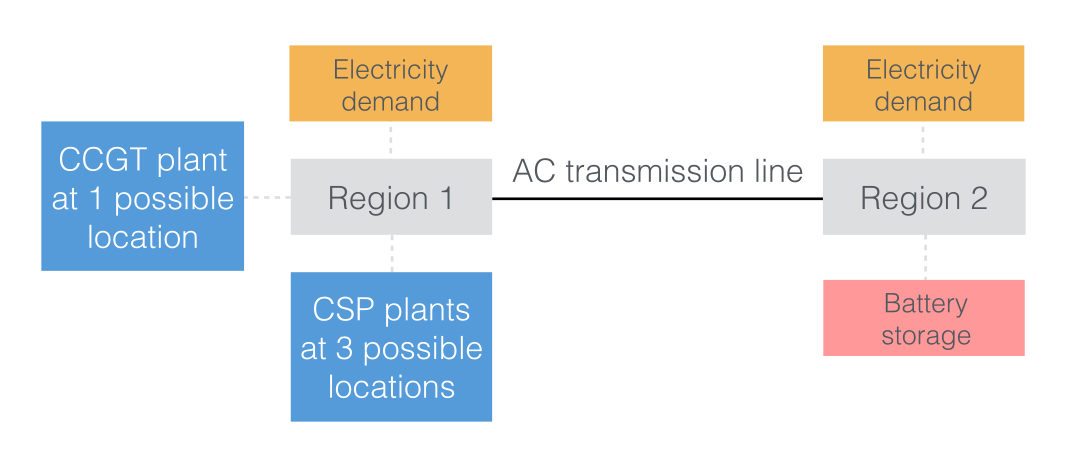 Electricity
demand
Electricity
demand
CCGT plant
at 1 possible
location
Region 1
AC transmission line
Region 2
CSP plants
at 3 possible
locations
Battery
storage